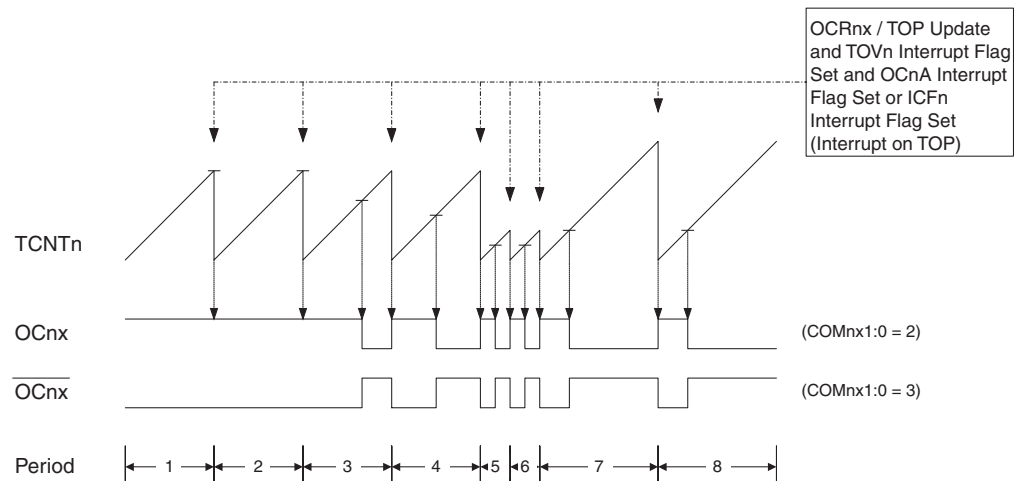 OCRnx / TOP Update
and TOVn Interrupt Flag
Set and OCnA Interrupt
Flag Set or ICFn
Interrupt Flag Set
(Interrupt on TOP)
TCNTn
OCnx (COMnx1:0 = 2)
OCnx (COMnx1:0 = 3)
Period 1 2 3 4 5 6 7 8